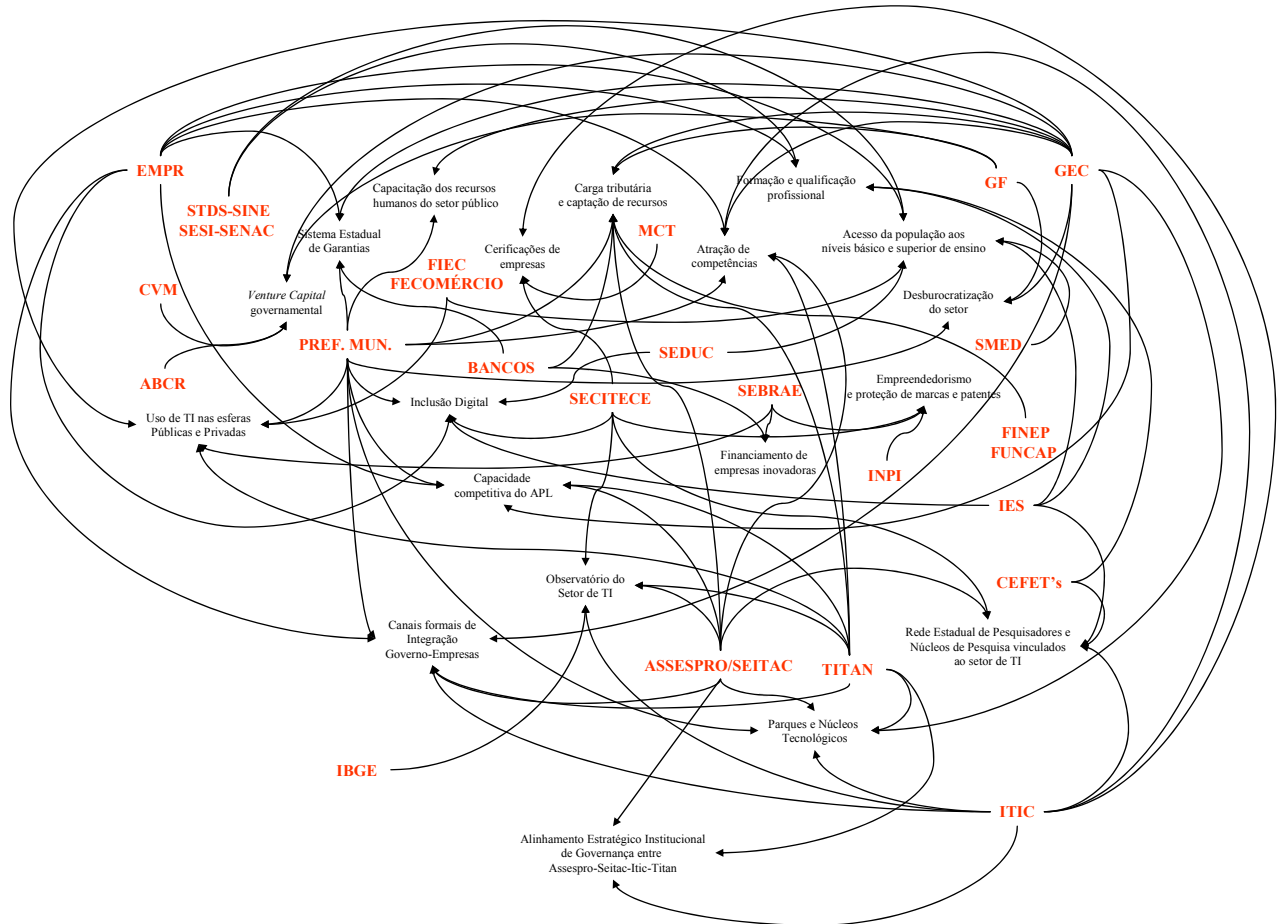 EMPR
STDS-SINE
SESI-SENAC
Capacitação dos recursos
humanos do setor público
Carga tributária
e captação de recursos
Formação e qualificação
profissional
GF
GEC
Sistema Estadual
de Garantias
Cerificações de
empresas
MCT
Atração de
competências
Acesso da população aos
níveis básico e superior de ensino
CVM
Venture Capital
governamental
FIEC
FECOMÉRCIO
Desburocratização
do setor
PREF. MUN.
BANCOS
SEDUC
SMED
ABCR
Uso de TI nas esferas
Públicas e Privadas
Inclusão Digital
SECITECE
SEBRAE
Empreendedorismo
e proteção de marcas e patentes
FINEP
FUNCAP
Financiamento de
empresas inovadoras
INPI
Capacidade
competitiva do APL
IES
Observatório do
Setor de TI
CEFET's
Canais formais de
Integração
Governo-Empresas
ASSESPRO/SEITAC
TITAN
Rede Estadual de Pesquisadores e
Núcleos de Pesquisa vinculados
ao setor de TI
Parques e Núcleos
Tecnológicos
IBGE
ITIC
Alinhamento Estratégico Institucional
de Governança entre
Assespro-Seitac-Itic-Titan